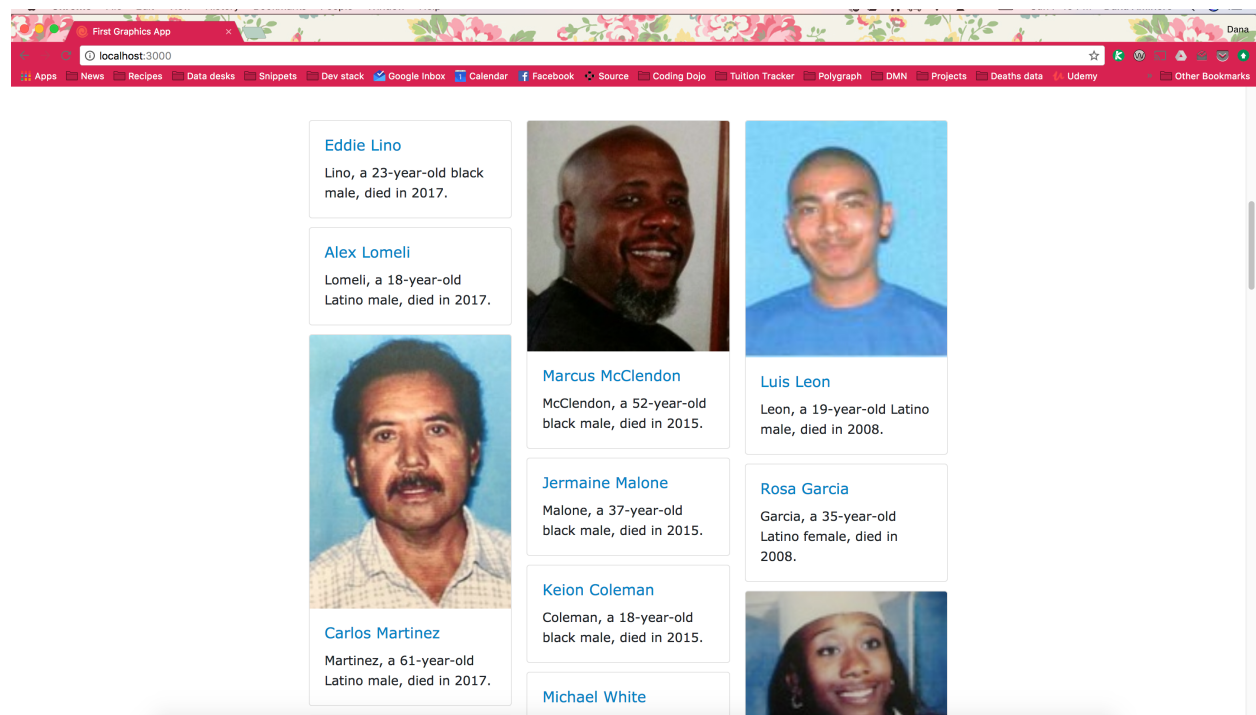 First Graphics App
Dana
localhost:3000
Apps News Recipes Data desks Snippets Dev stack Google Inbox Calendar Facebook Source Coding Dojo Tuition Tracker Polygraph DMN Projects Deaths data Udemy Other Bookmarks
Eddie Lino
Lino, a 23-year-old black
male, died in 2017.
Alex Lomeli
Lomeli, a 18-year-old
Latino male, died in 2017.
Carlos Martinez
Martinez, a 61-year-old
Latino male, died in 2017.
Marcus McClendon
McClendon, a 52-year-old
black male, died in 2015.
Jermaine Malone
Malone, a 37-year-old
black male, died in 2015.
Keion Coleman
Coleman, a 18-year-old
black male, died in 2015.
Michael White
Luis Leon
Leon, a 19-year-old Latino
male, died in 2008.
Rosa Garcia
Garcia, a 35-year-old
Latino female, died in
2008.